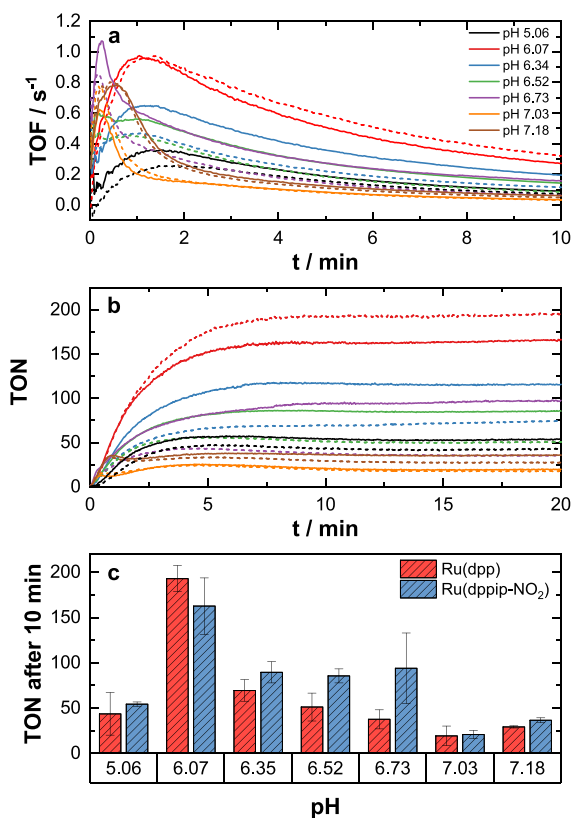 a
TOF / s⁻¹
1.2
1.0
0.8
0.6
0.4
0.2
0.0
pH 5.06
pH 6.07
pH 6.34
pH 6.52
pH 6.73
pH 7.03
pH 7.18
0 2 4 6 8 10
t / min
b
TON
200
150
100
50
0
0 5 10 15 20
t / min
c
TON after 10 min
200
150
100
50
0
Ru(dpp)
Ru(dppip-NO₂)
5.06 6.07 6.35 6.52 6.73 7.03 7.18
pH